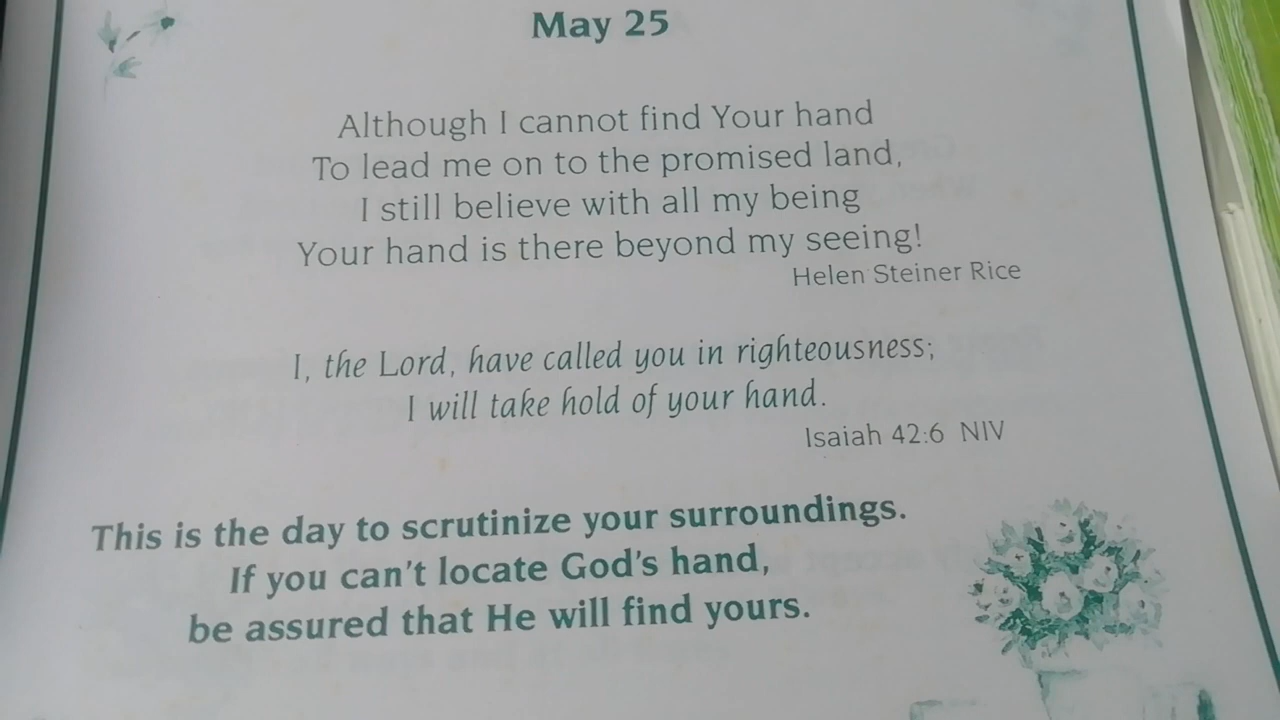 May 25
Although I cannot find Your hand
To lead me on to the promised land,
I still believe with all my being
Your hand is there beyond my seeing!
Helen Steiner Rice
I, the Lord, have called you in righteousness;
I will take hold of your hand.
Isaiah 42:6 NIV
This is the day to scrutinize your surroundings.
If you can't locate God's hand,
be assured that He will find yours.